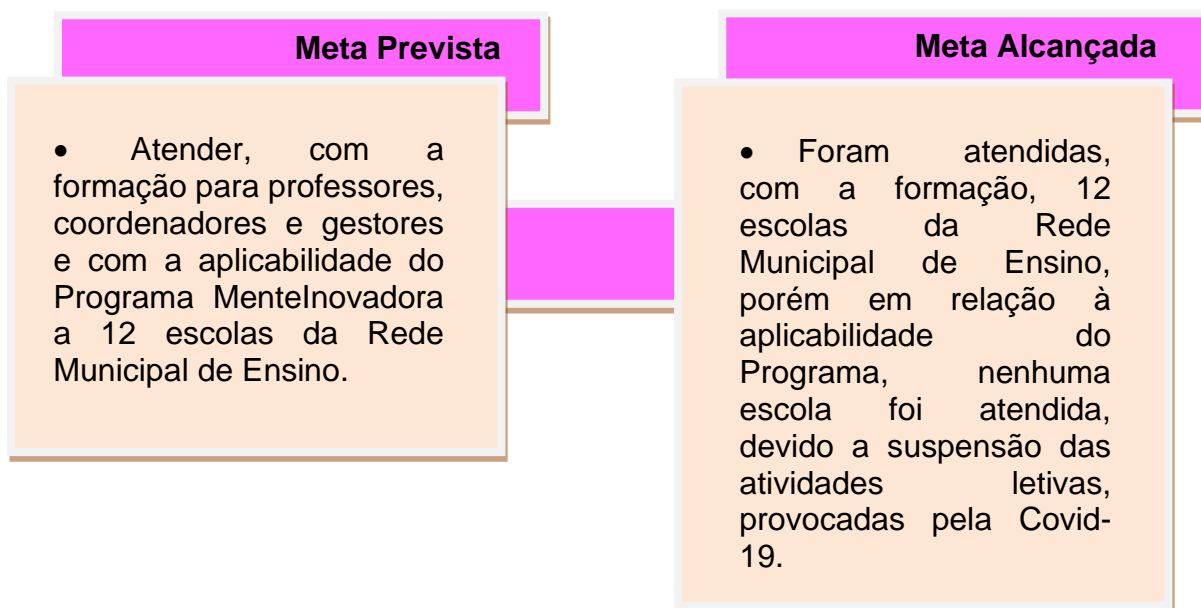 Meta Prevista
• Atender, com a
formação para professores,
coordenadores e gestores
e com a aplicabilidade do
Programa MenteInovadora
a 12 escolas da Rede
Municipal de Ensino.
Meta Alcançada
• Foram atendidas,
com a formação, 12
escolas da Rede
Municipal de Ensino,
porém em relação à
aplicabilidade do
Programa, nenhuma
escola foi atendida,
devido a suspensão das
atividades letivas,
provocadas pela Covid-
19.